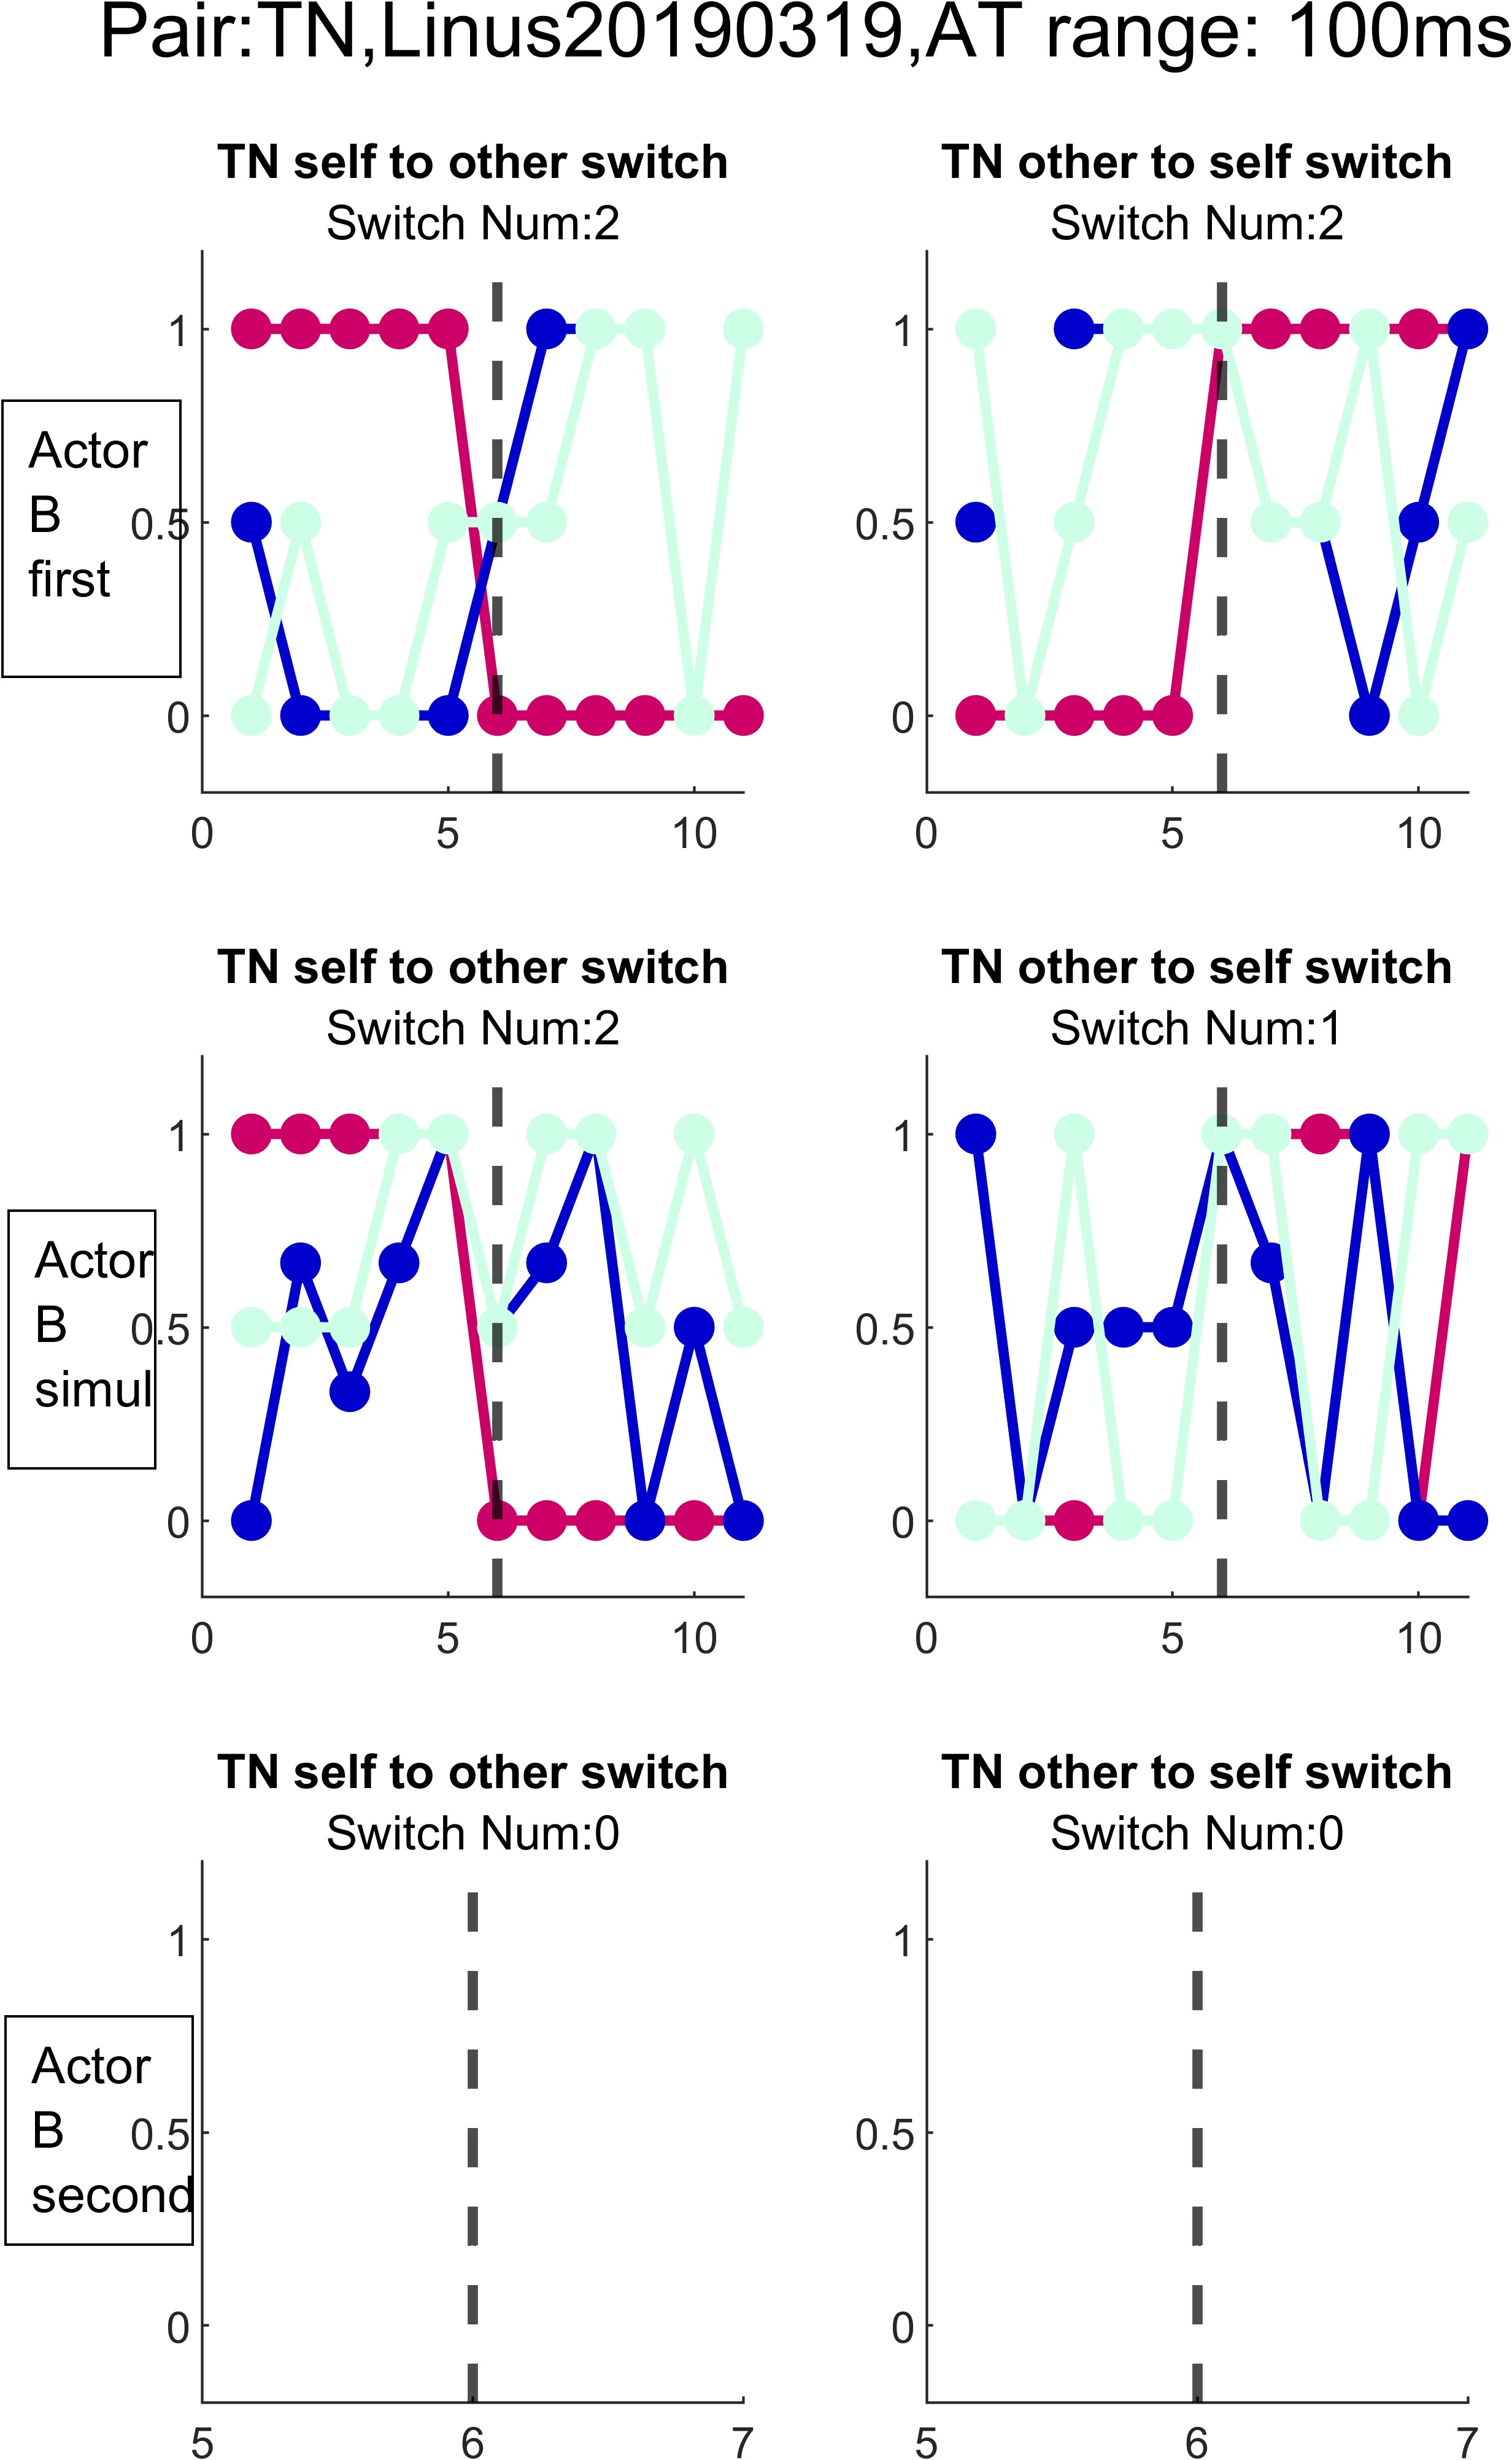 Pair:TN,Linus20190319,AT range: 100ms
TN self to other switch
Switch Num:2
1
0.5
0
0
5
10
TN other to self switch
Switch Num:2
1
0.5
0
0
5
10
Actor
B
first
TN self to other switch
Switch Num:2
1
0.5
0
0
5
10
TN other to self switch
Switch Num:1
1
0.5
0
0
5
10
Actor
B
simul
TN self to other switch
Switch Num:0
1
0.5
0
5
6
7
TN other to self switch
Switch Num:0
1
0.5
0
5
6
7
Actor
B
second